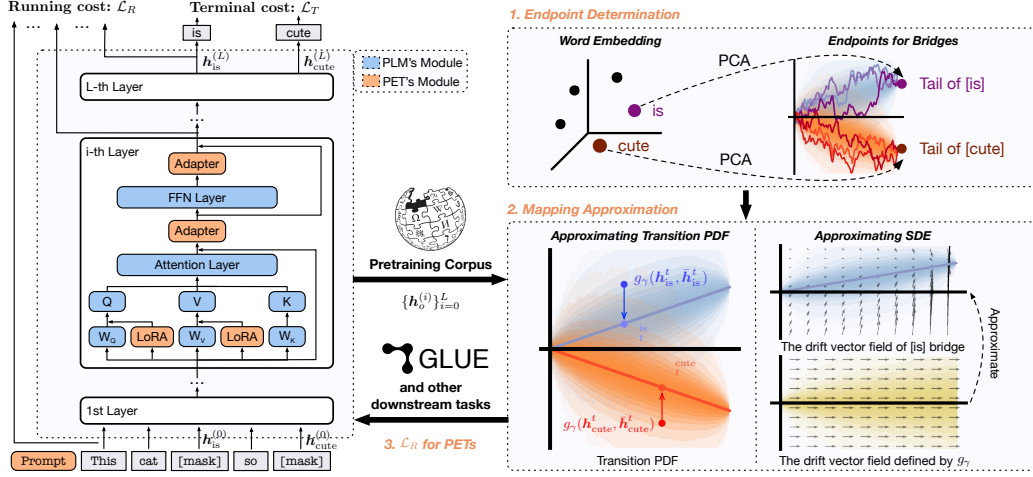 Running cost: ℒ_R
Terminal cost: ℒ_T
... ...
is
cute
h_is^(L)
h_cute^(L)
PLM's Module
PET's Module
L-th Layer
...
i-th Layer
Adapter
FFN Layer
Adapter
Attention Layer
Q
V
K
W_Q
LoRA
W_V
LoRA
W_K
...
1st Layer
h_is^(0)
h_cute^(0)
Prompt
This
cat
[mask]
so
[mask]
Pretraining Corpus
{h_o^(i)}_{i=0}^L
GLUE
and other
downstream tasks
3. ℒ_R for PETs
1. Endpoint Determination
Word Embedding
Endpoints for Bridges
PCA
is
cute
PCA
Tail of [is]
Tail of [cute]
2. Mapping Approximation
Approximating Transition PDF
g_γ(h_is^t, h̄_is^t)
is
t
cute
t
g_γ(h_cute^t, h̄_cute^t)
Transition PDF
Approximating SDE
The drift vector field of [is] bridge
Approximate
The drift vector field defined by g_γ